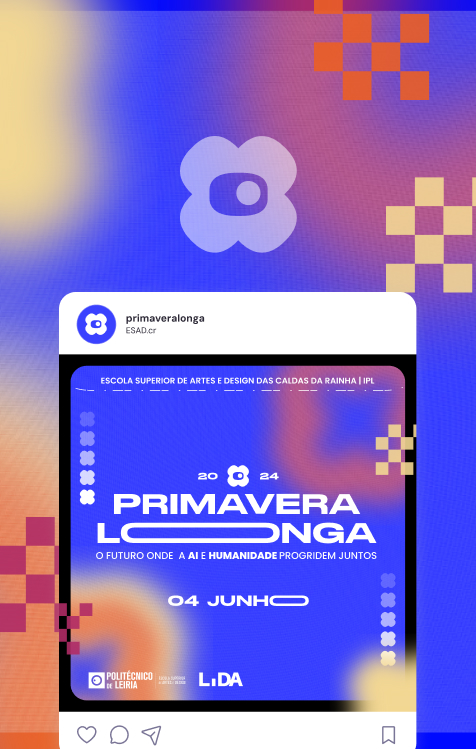 primaveralonga
ESAD.cr
ESCOLA SUPERIOR DE ARTES E DESIGN DAS CALDAS DA RAINHA | IPL
20 24
PRIMAVERA
LONGA
O FUTURO ONDE A AI E HUMANIDADE PROGRIDEM JUNTOS
04 JUNHO
POLITÉCNICO
DE LEIRIA
LiDA